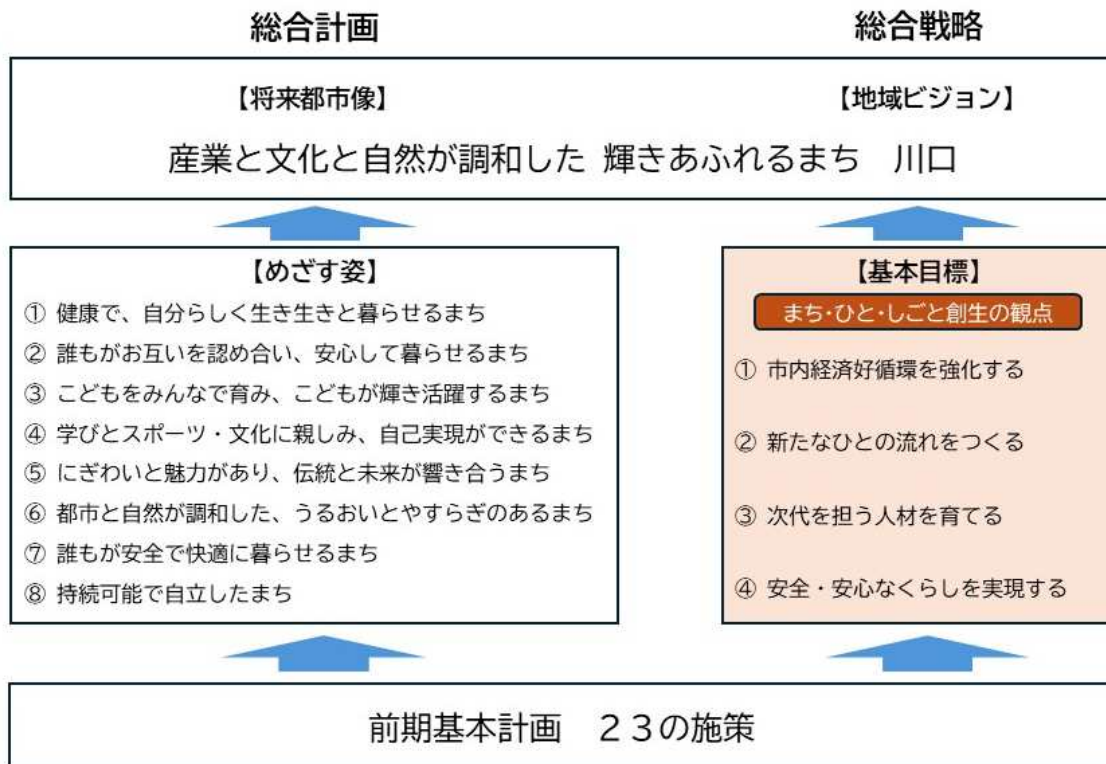 総合計画
総合戦略
【将来都市像】
【地域ビジョン】
産業と文化と自然が調和した 輝きあふれるまち　川口
【めざす姿】
① 健康で、自分らしく生き生きと暮らせるまち
② 誰もがお互いを認め合い、安心して暮らせるまち
③ こどもをみんなで育み、こどもが輝き活躍するまち
④ 学びとスポーツ・文化に親しみ、自己実現ができるまち
⑤ にぎわいと魅力があり、伝統と未来が響き合うまち
⑥ 都市と自然が調和した、うるおいとやすらぎのあるまち
⑦ 誰もが安全で快適に暮らせるまち
⑧ 持続可能で自立したまち
【基本目標】
まち・ひと・しごと創生の観点
① 市内経済好循環を強化する
② 新たなひとの流れをつくる
③ 次代を担う人材を育てる
④ 安全・安心なくらしを実現する
前期基本計画　２３の施策